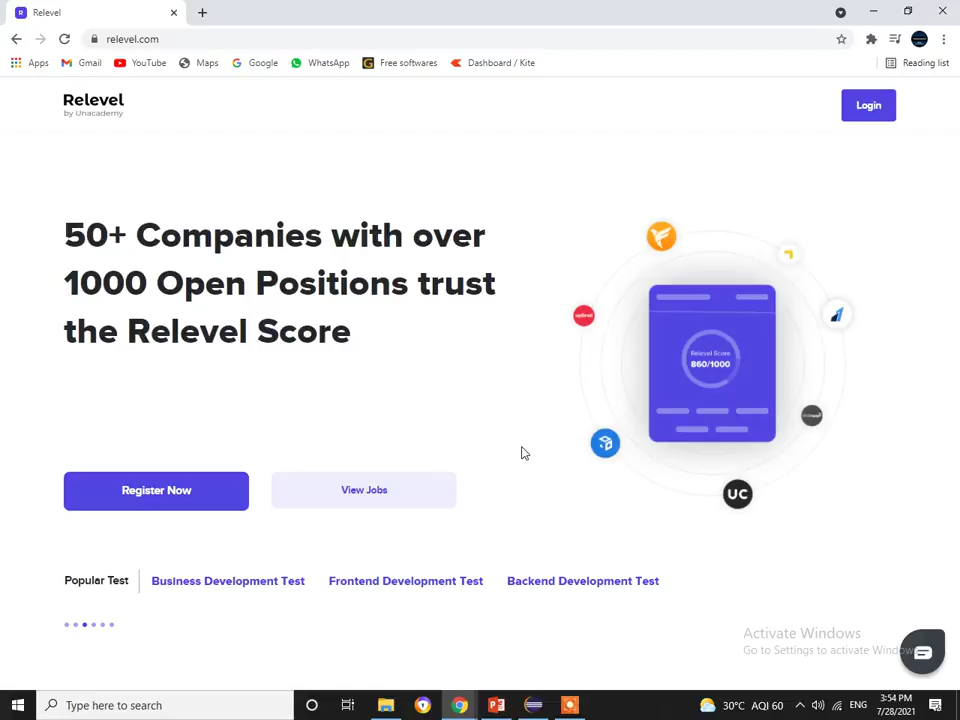 Relevel
relevel.com
Apps
Gmail
YouTube
Maps
Google
WhatsApp
Free softwares
Dashboard / Kite
Reading list
Relevel
by Unacademy
Login
50+ Companies with over
1000 Open Positions trust
the Relevel Score
Relevel Score
860/1000
UC
Register Now
View Jobs
Popular Test
Business Development Test
Frontend Development Test
Backend Development Test
Activate Windows
Go to Settings to activate Windows
Type here to search
30°C AQI 60
ENG
3:54 PM
7/28/2021